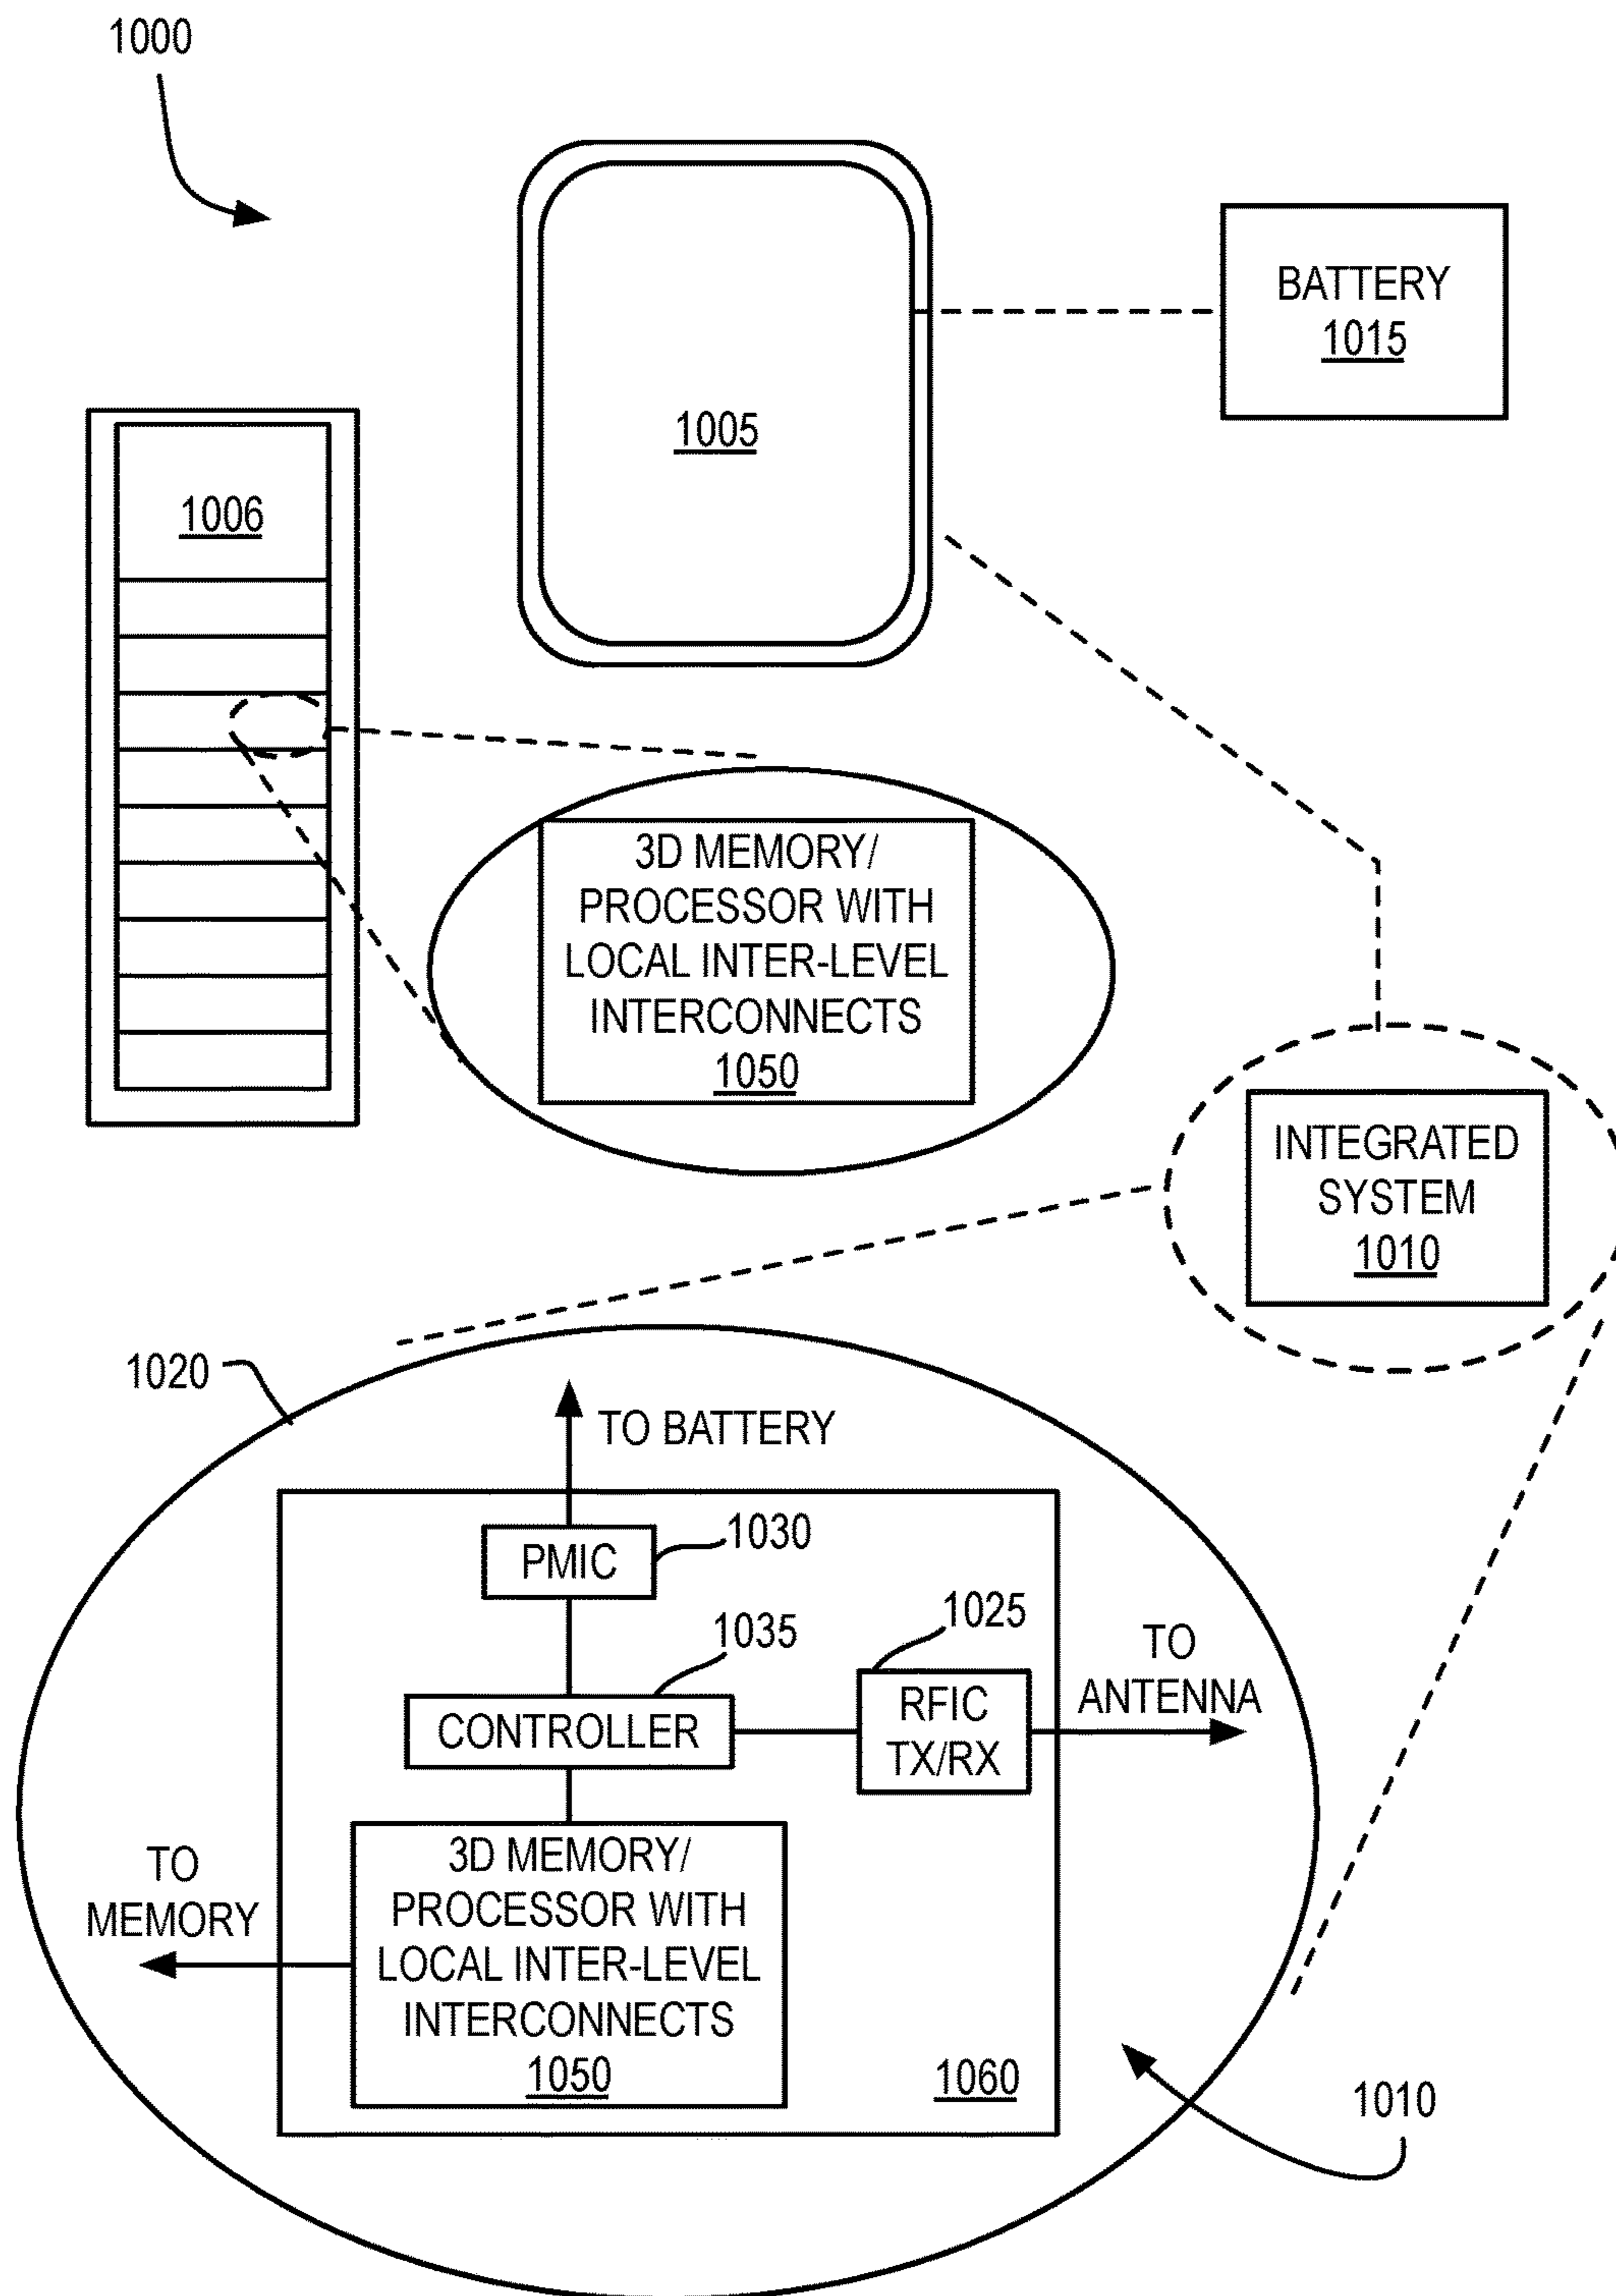 1000
BATTERY
1015
1005
1006
3D MEMORY/
PROCESSOR WITH
LOCAL INTER-LEVEL
INTERCONNECTS
1050
INTEGRATED
SYSTEM
1010
1020
TO BATTERY
PMIC
1030
1035
1025
CONTROLLER
RFIC
TX/RX
TO
ANTENNA
TO
MEMORY
3D MEMORY/
PROCESSOR WITH
LOCAL INTER-LEVEL
INTERCONNECTS
1050
1060
1010